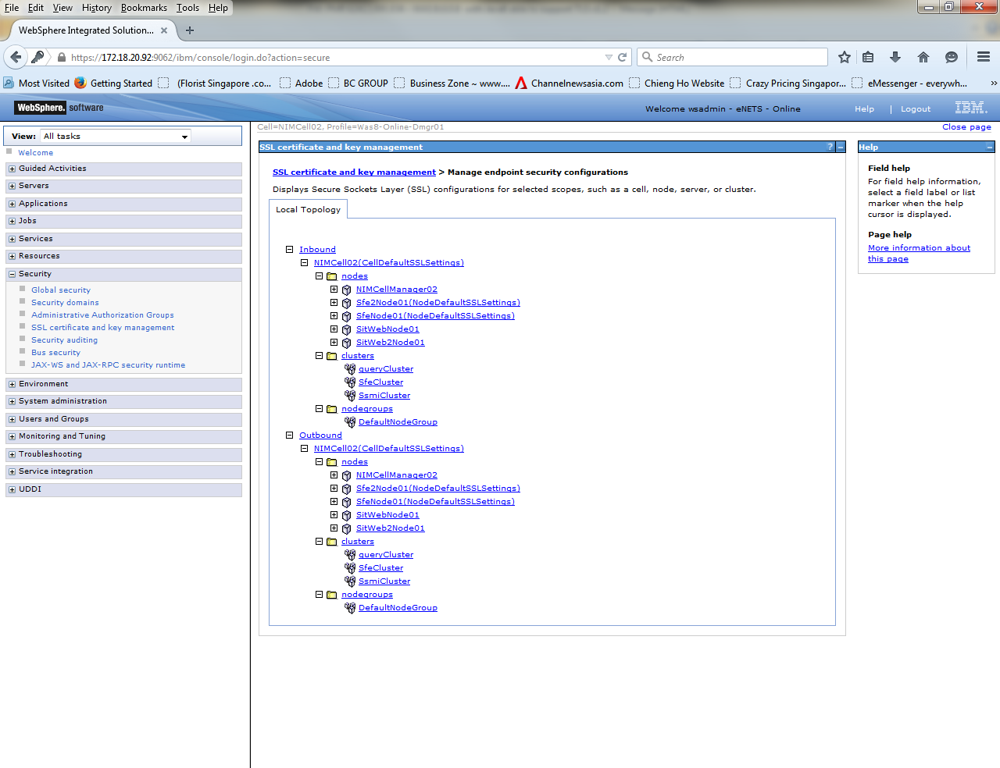 File Edit View History Bookmarks Tools Help
WebSphere Integrated Solution...
https://172.18.20.92:9062/ibm/console/login.do?action=secure
Search
Most Visited Getting Started (Florist Singapore .co... Adobe BC GROUP Business Zone ~ www.... Channelnewsasia.com Chieng Ho Website Crazy Pricing Singapor... eMessenger - everywh... »
WebSphere. software Welcome wsadmin - eNETS - Online Help | Logout IBM.
Cell=NIMCell02, Profile=Was8-Online-Dmgr01 Close page
View: All tasks
Welcome
Guided Activities
Servers
Applications
Jobs
Services
Resources
Security
Global security
Security domains
Administrative Authorization Groups
SSL certificate and key management
Security auditing
Bus security
JAX-WS and JAX-RPC security runtime
Environment
System administration
Users and Groups
Monitoring and Tuning
Troubleshooting
Service integration
UDDI
SSL certificate and key management ?
SSL certificate and key management > Manage endpoint security configurations
Displays Secure Sockets Layer (SSL) configurations for selected scopes, such as a cell, node, server, or cluster.
Local Topology
Inbound
NIMCell02(CellDefaultSSLSettings)
nodes
NIMCellManager02
Sfe2Node01(NodeDefaultSSLSettings)
SfeNode01(NodeDefaultSSLSettings)
SitWebNode01
SitWeb2Node01
clusters
queryCluster
SfeCluster
SsmiCluster
nodegroups
DefaultNodeGroup
Outbound
NIMCell02(CellDefaultSSLSettings)
nodes
NIMCellManager02
Sfe2Node01(NodeDefaultSSLSettings)
SfeNode01(NodeDefaultSSLSettings)
SitWebNode01
SitWeb2Node01
clusters
queryCluster
SfeCluster
SsmiCluster
nodegroups
DefaultNodeGroup
Help
Field help
For field help information,
select a field label or list
marker when the help
cursor is displayed.
Page help
More information about
this page